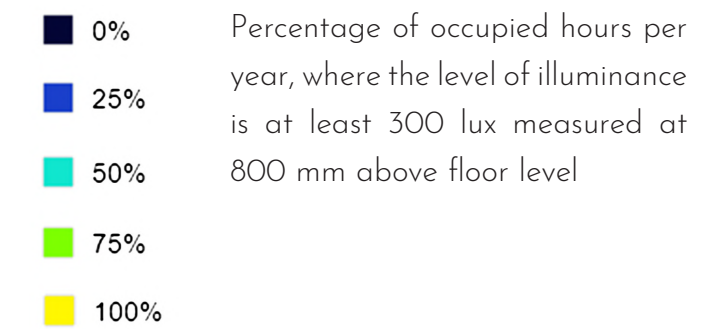 0%
25%
50%
75%
100%
Percentage of occupied hours per
year, where the level of illuminance
is at least 300 lux measured at
800 mm above floor level